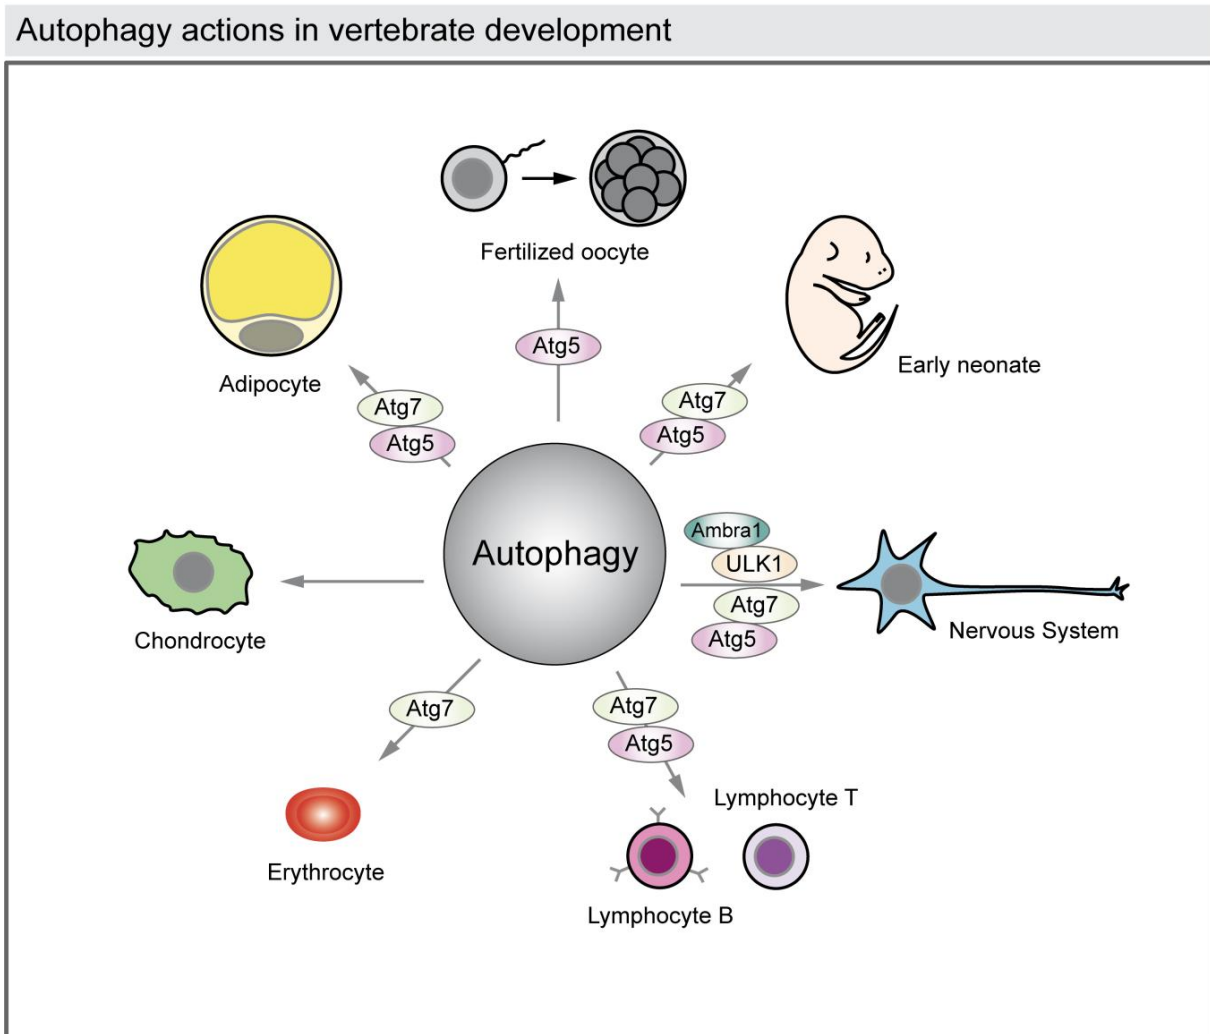 Autophagy actions in vertebrate development
Fertilized oocyte
Atg5
Adipocyte
Atg7
Atg5
Early neonate
Atg7
Atg5
Autophagy
Ambra1
ULK1
Atg7
Atg5
Nervous System
Chondrocyte
Atg7
Erythrocyte
Atg7
Atg5
Lymphocyte T
Lymphocyte B